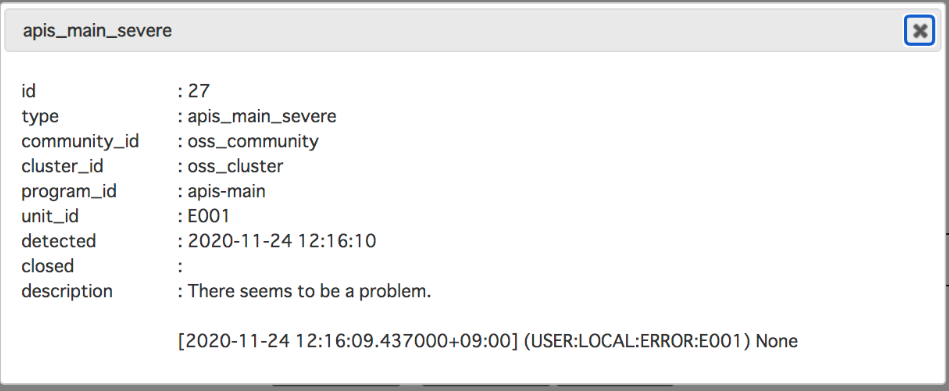 apis_main_severe
id : 27
type : apis_main_severe
community_id : oss_community
cluster_id : oss_cluster
program_id : apis-main
unit_id : E001
detected : 2020-11-24 12:16:10
closed :
description : There seems to be a problem.
[2020-11-24 12:16:09.437000+09:00] (USER:LOCAL:ERROR:E001) None